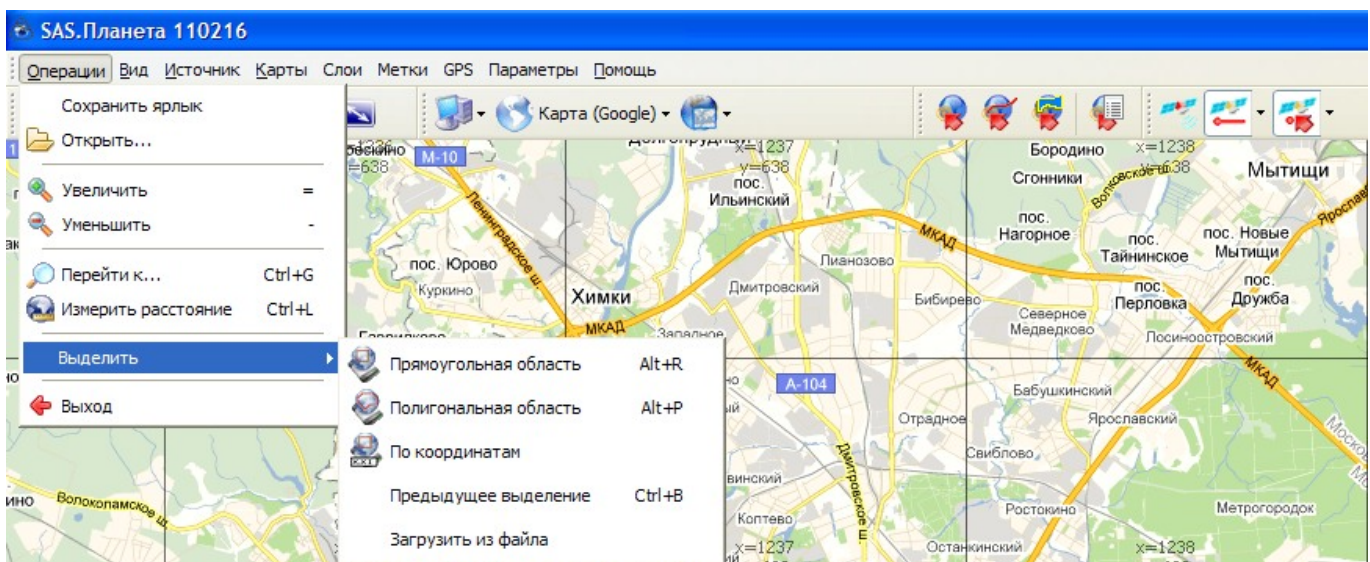 SAS.Планета 110216
Операции Вид Источник Карты Слои Метки GPS Параметры Помощь
Сохранить ярлык
Карта (Google)
Открыть...
Увеличить =
Уменьшить -
Перейти к... Ctrl+G
Измерить расстояние Ctrl+L
Выделить
Выход
Прямоугольная область Alt+R
Полигональная область Alt+P
По координатам
Предыдущее выделение Ctrl+B
Загрузить из файла
М-10
x=1237
y=638
x=1238
y=638
=638
Бородино
Мытищи
Сгонники
пос.
Ильинский
Ленинградское ш.
МКАД
пос.
Нагорное
пос.
Тайнинское
пос. Новые
Мытищи
пос. Юрово
Куркино
Химки
Лианозово
Дмитровский
Бибирево
пос.
Перловка
пос.
Дружба
Северное
Медведково
МКАД
Западное
Лосиноостровский
МКАД
А-104
Бабушкинский
Отрадное
Ярославский
Свиблово
Дмитровское ш.
Волоколамское ш.
Коптево
Ростокино
Метрогородок
Останкинский
x=1237
x=1238